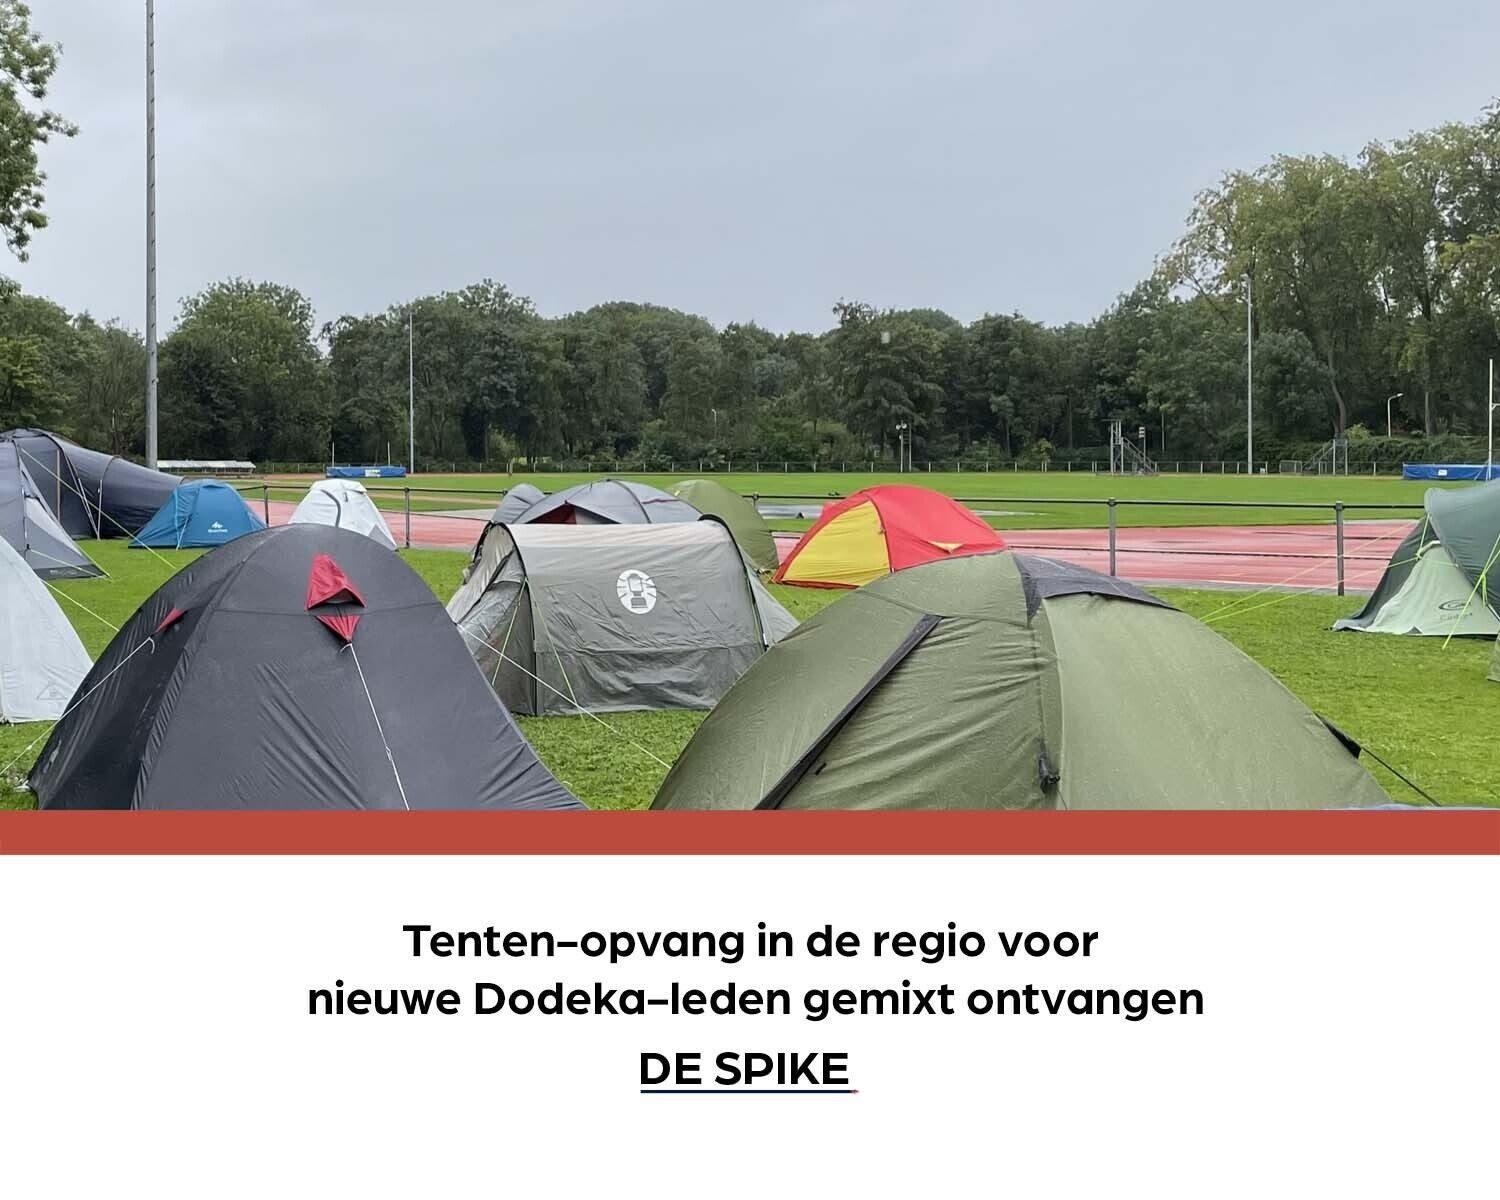 Tenten-opvang in de regio voor
nieuwe Dodeka-leden gemixt ontvangen
DE SPIKE